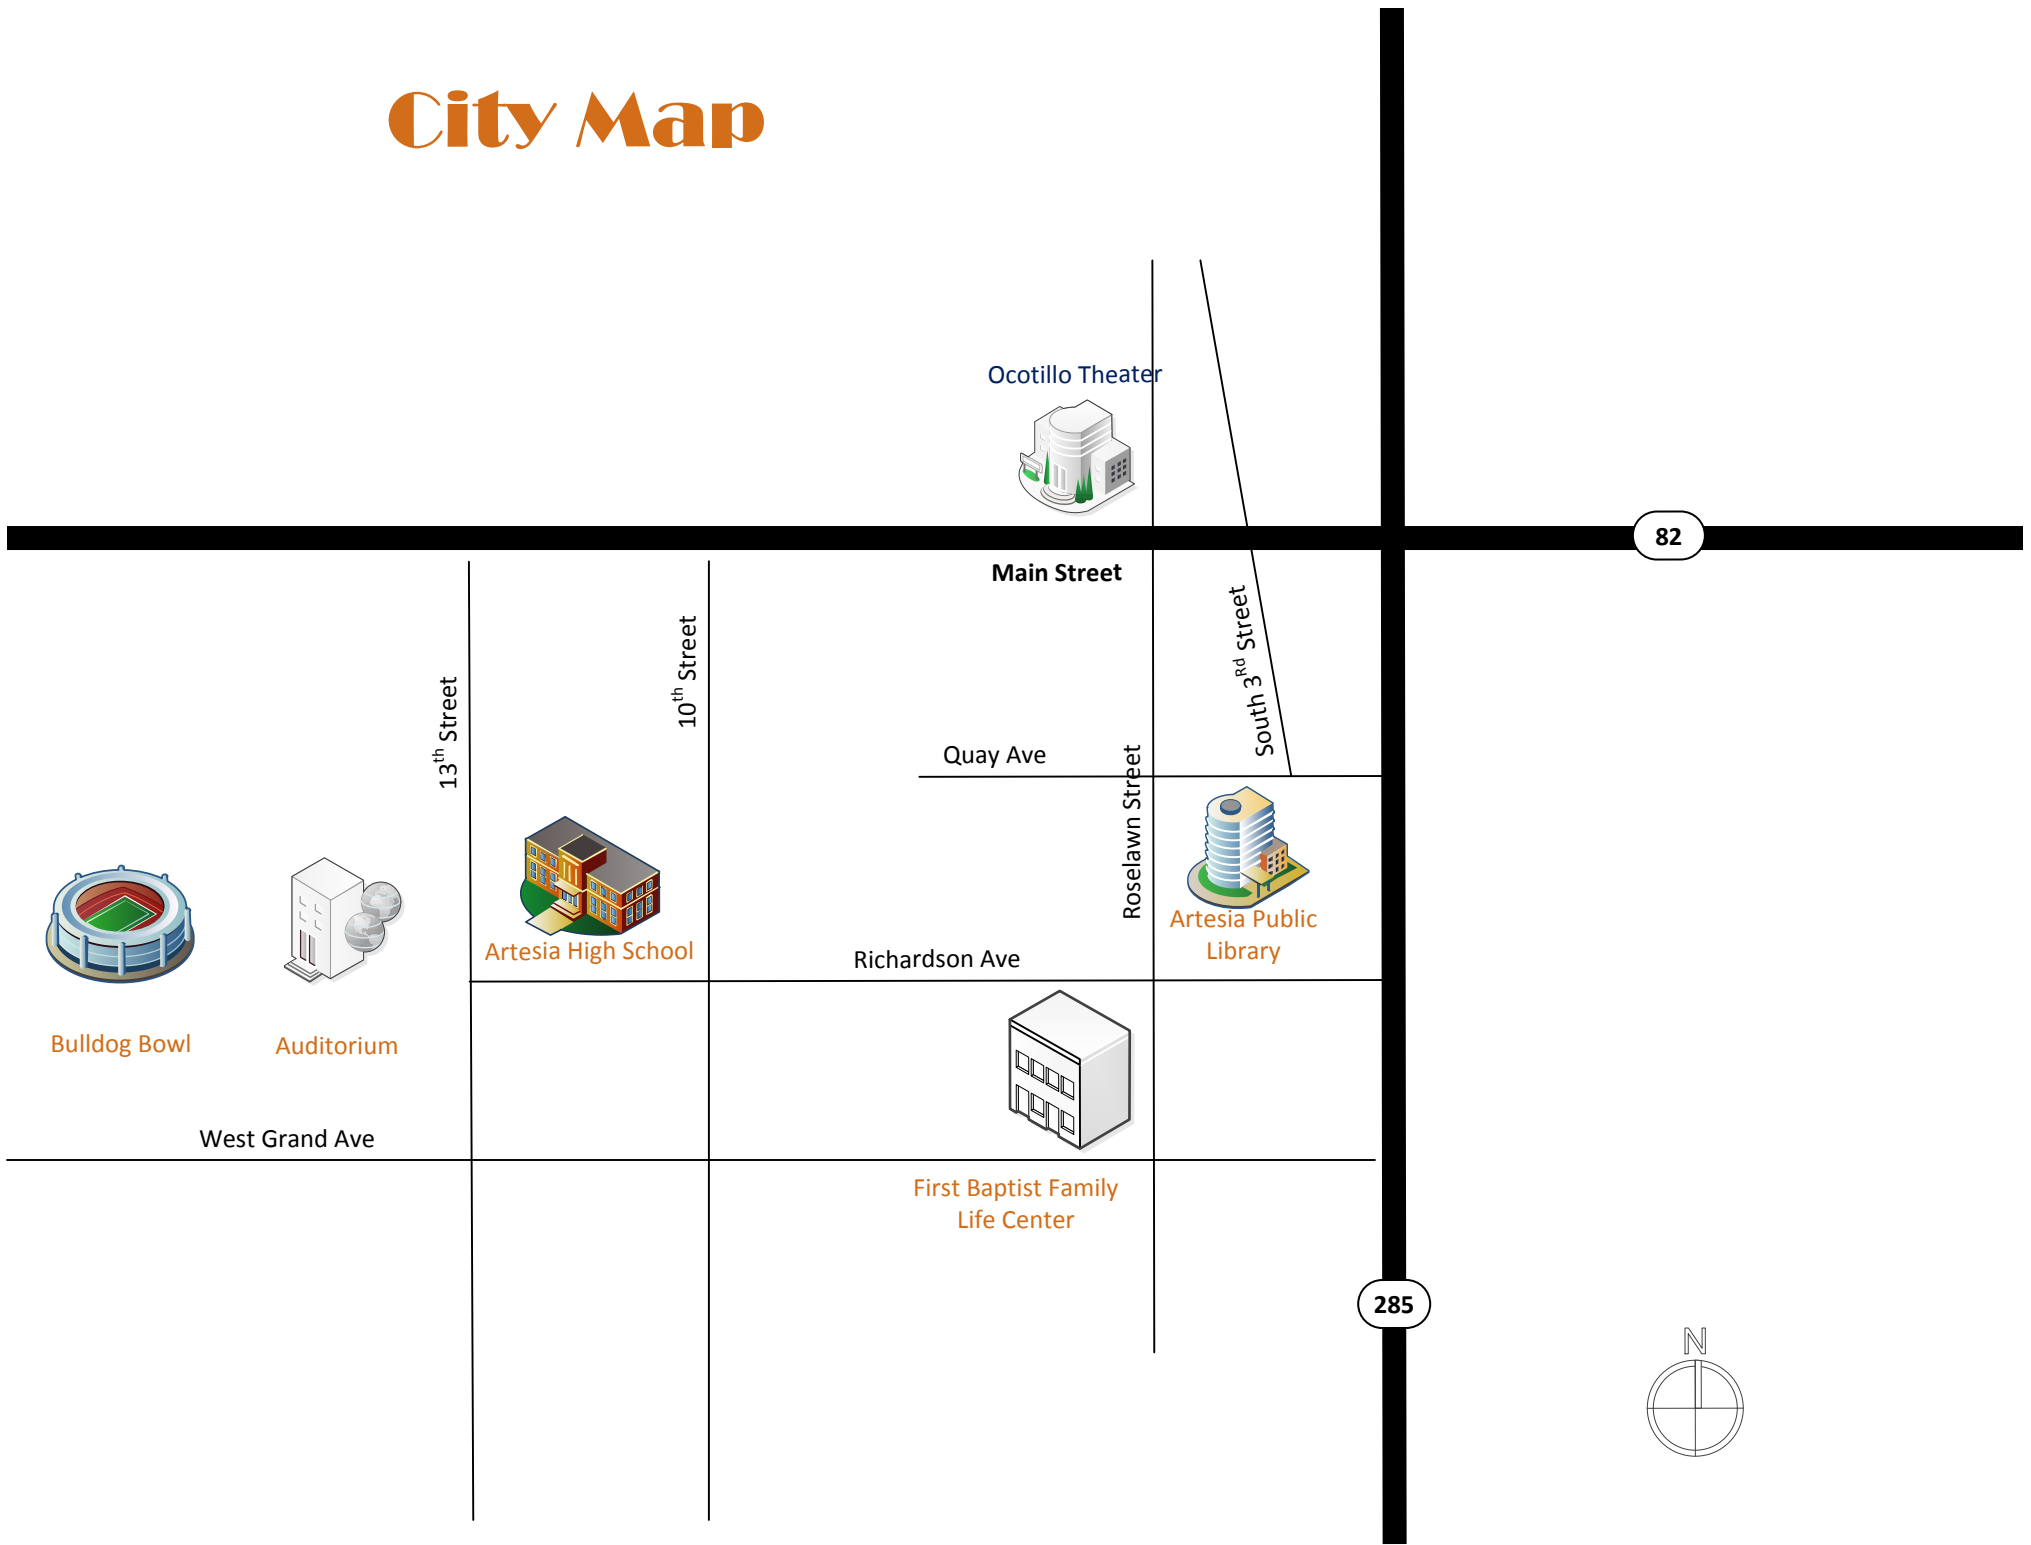 City Map
Ocotillo Theater
82
Main Street
10th Street
South 3Rd Street
13th Street
Quay Ave
Roselawn Street
Artesia Public
Library
Artesia High School
Richardson Ave
Bulldog Bowl
Auditorium
West Grand Ave
First Baptist Family
Life Center
285
N